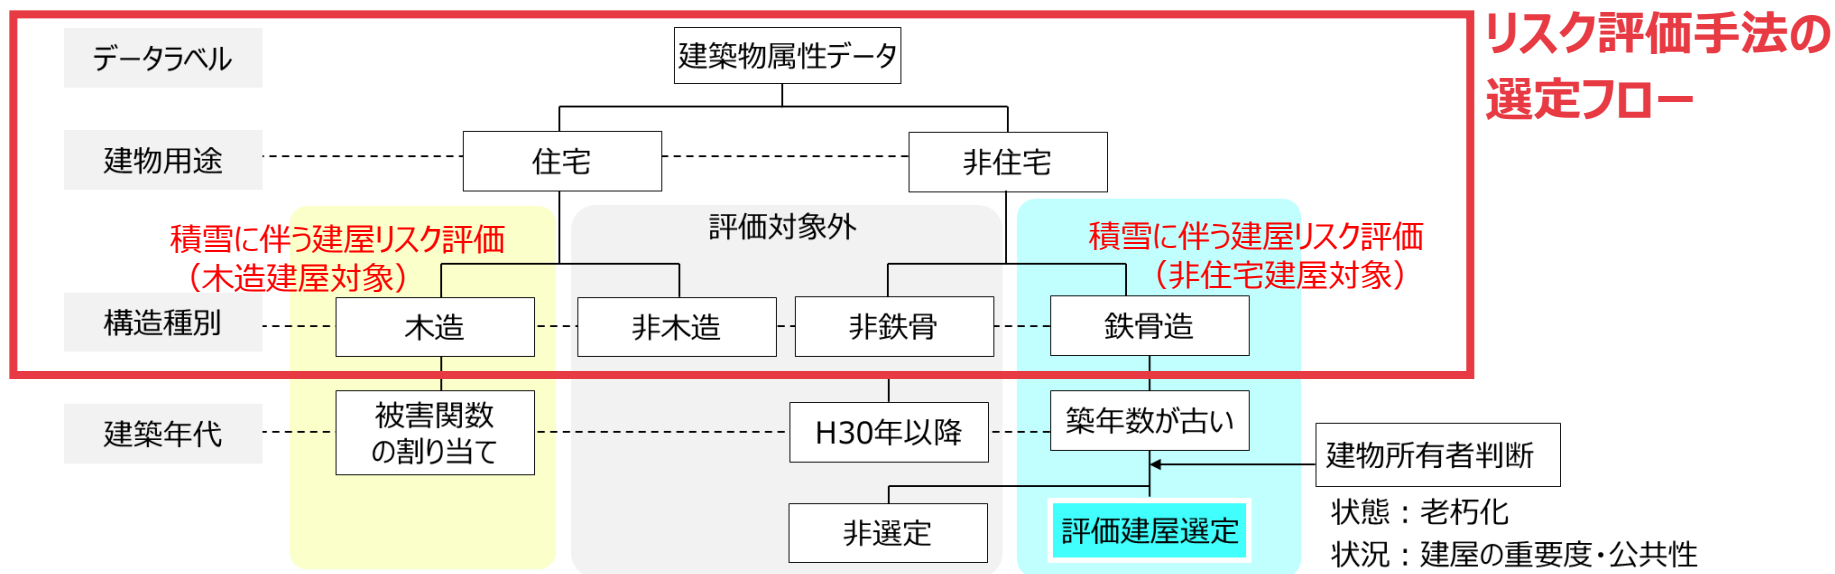 リスク評価手法の
選定フロー
データラベル
建築物属性データ
建物用途
住宅
非住宅
積雪に伴う建屋リスク評価
（木造建屋対象）
評価対象外
積雪に伴う建屋リスク評価
（非住宅建屋対象）
構造種別
木造
非木造
非鉄骨
鉄骨造
建築年代
被害関数
の割り当て
H30年以降
築年数が古い
建物所有者判断
非選定
評価建屋選定
状態：老朽化
状況：建屋の重要度・公共性